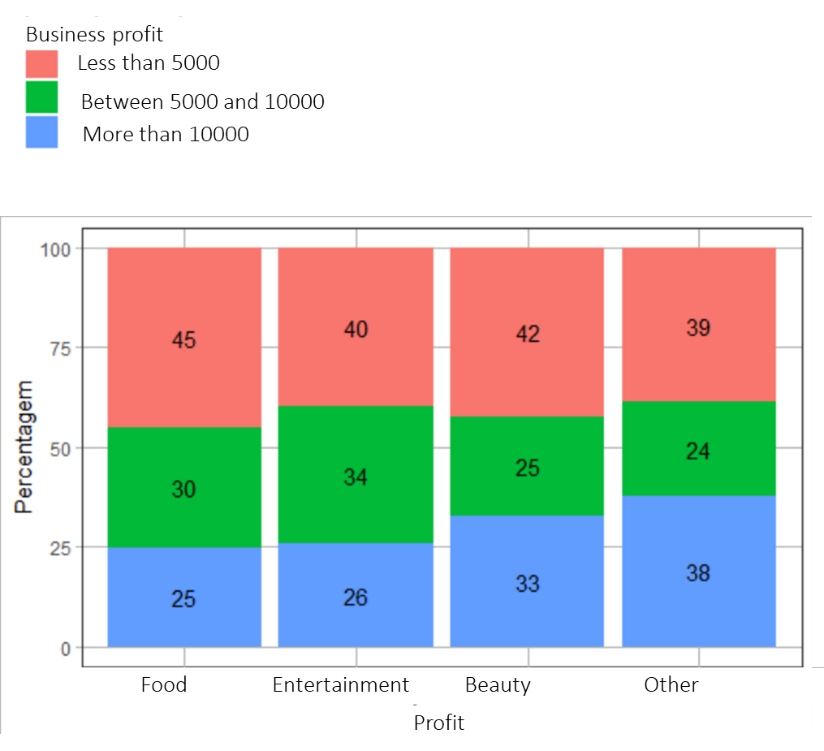 Business profit
Less than 5000
Between 5000 and 10000
More than 10000
100
75
50
25
0
Percentagem
45
40
42
39
30
34
25
24
25
26
33
38
Food Entertainment Beauty Other
Profit